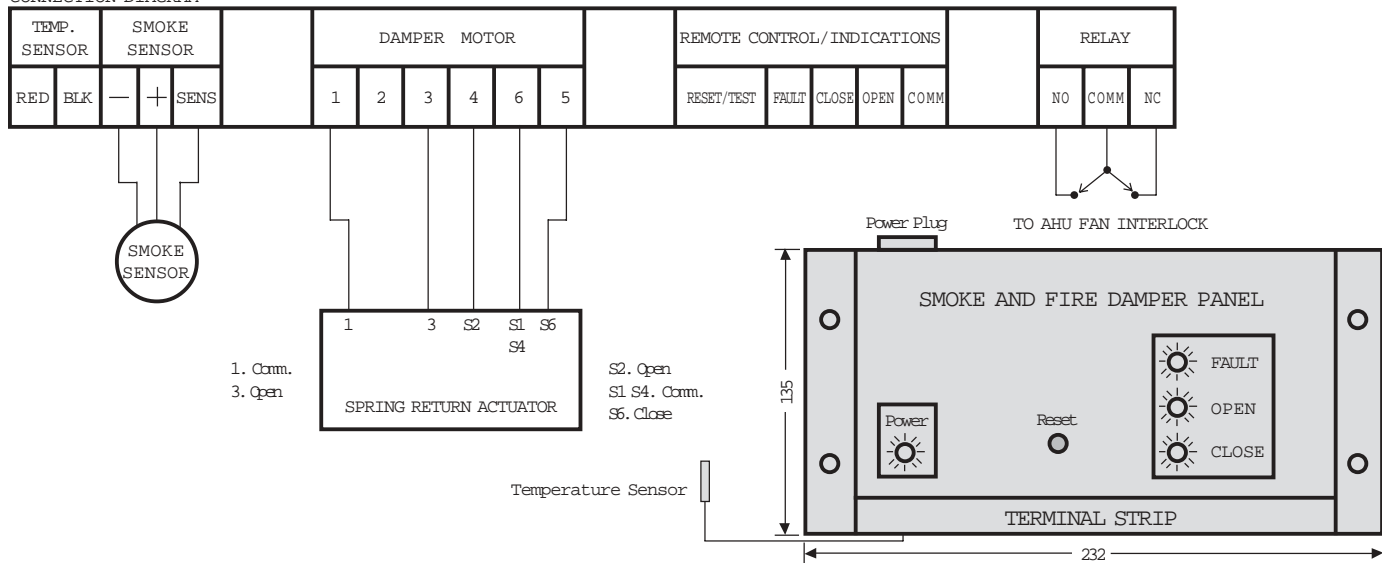 CONNECTION DIAGRAM
TEMP. SENSOR
SMOKE SENSOR
DAMPER MOTOR
REMOTE CONTROL/INDICATIONS
RELAY
RED BLK — + SENS 1 2 3 4 6 5 RESET/TEST FAULT CLOSE OPEN COMM NO COMM NC
TO AHU FAN INTERLOCK
SMOKE
SENSOR
1 3 S2 S1 S6
S4
SPRING RETURN ACTUATOR
1. Comm.
3. Open
S2. Open
S1 S4. Comm.
S6. Close
Power Plug
SMOKE AND FIRE DAMPER PANEL
FAULT
OPEN
CLOSE
Power
Reset
TERMINAL STRIP
Temperature Sensor
135
232